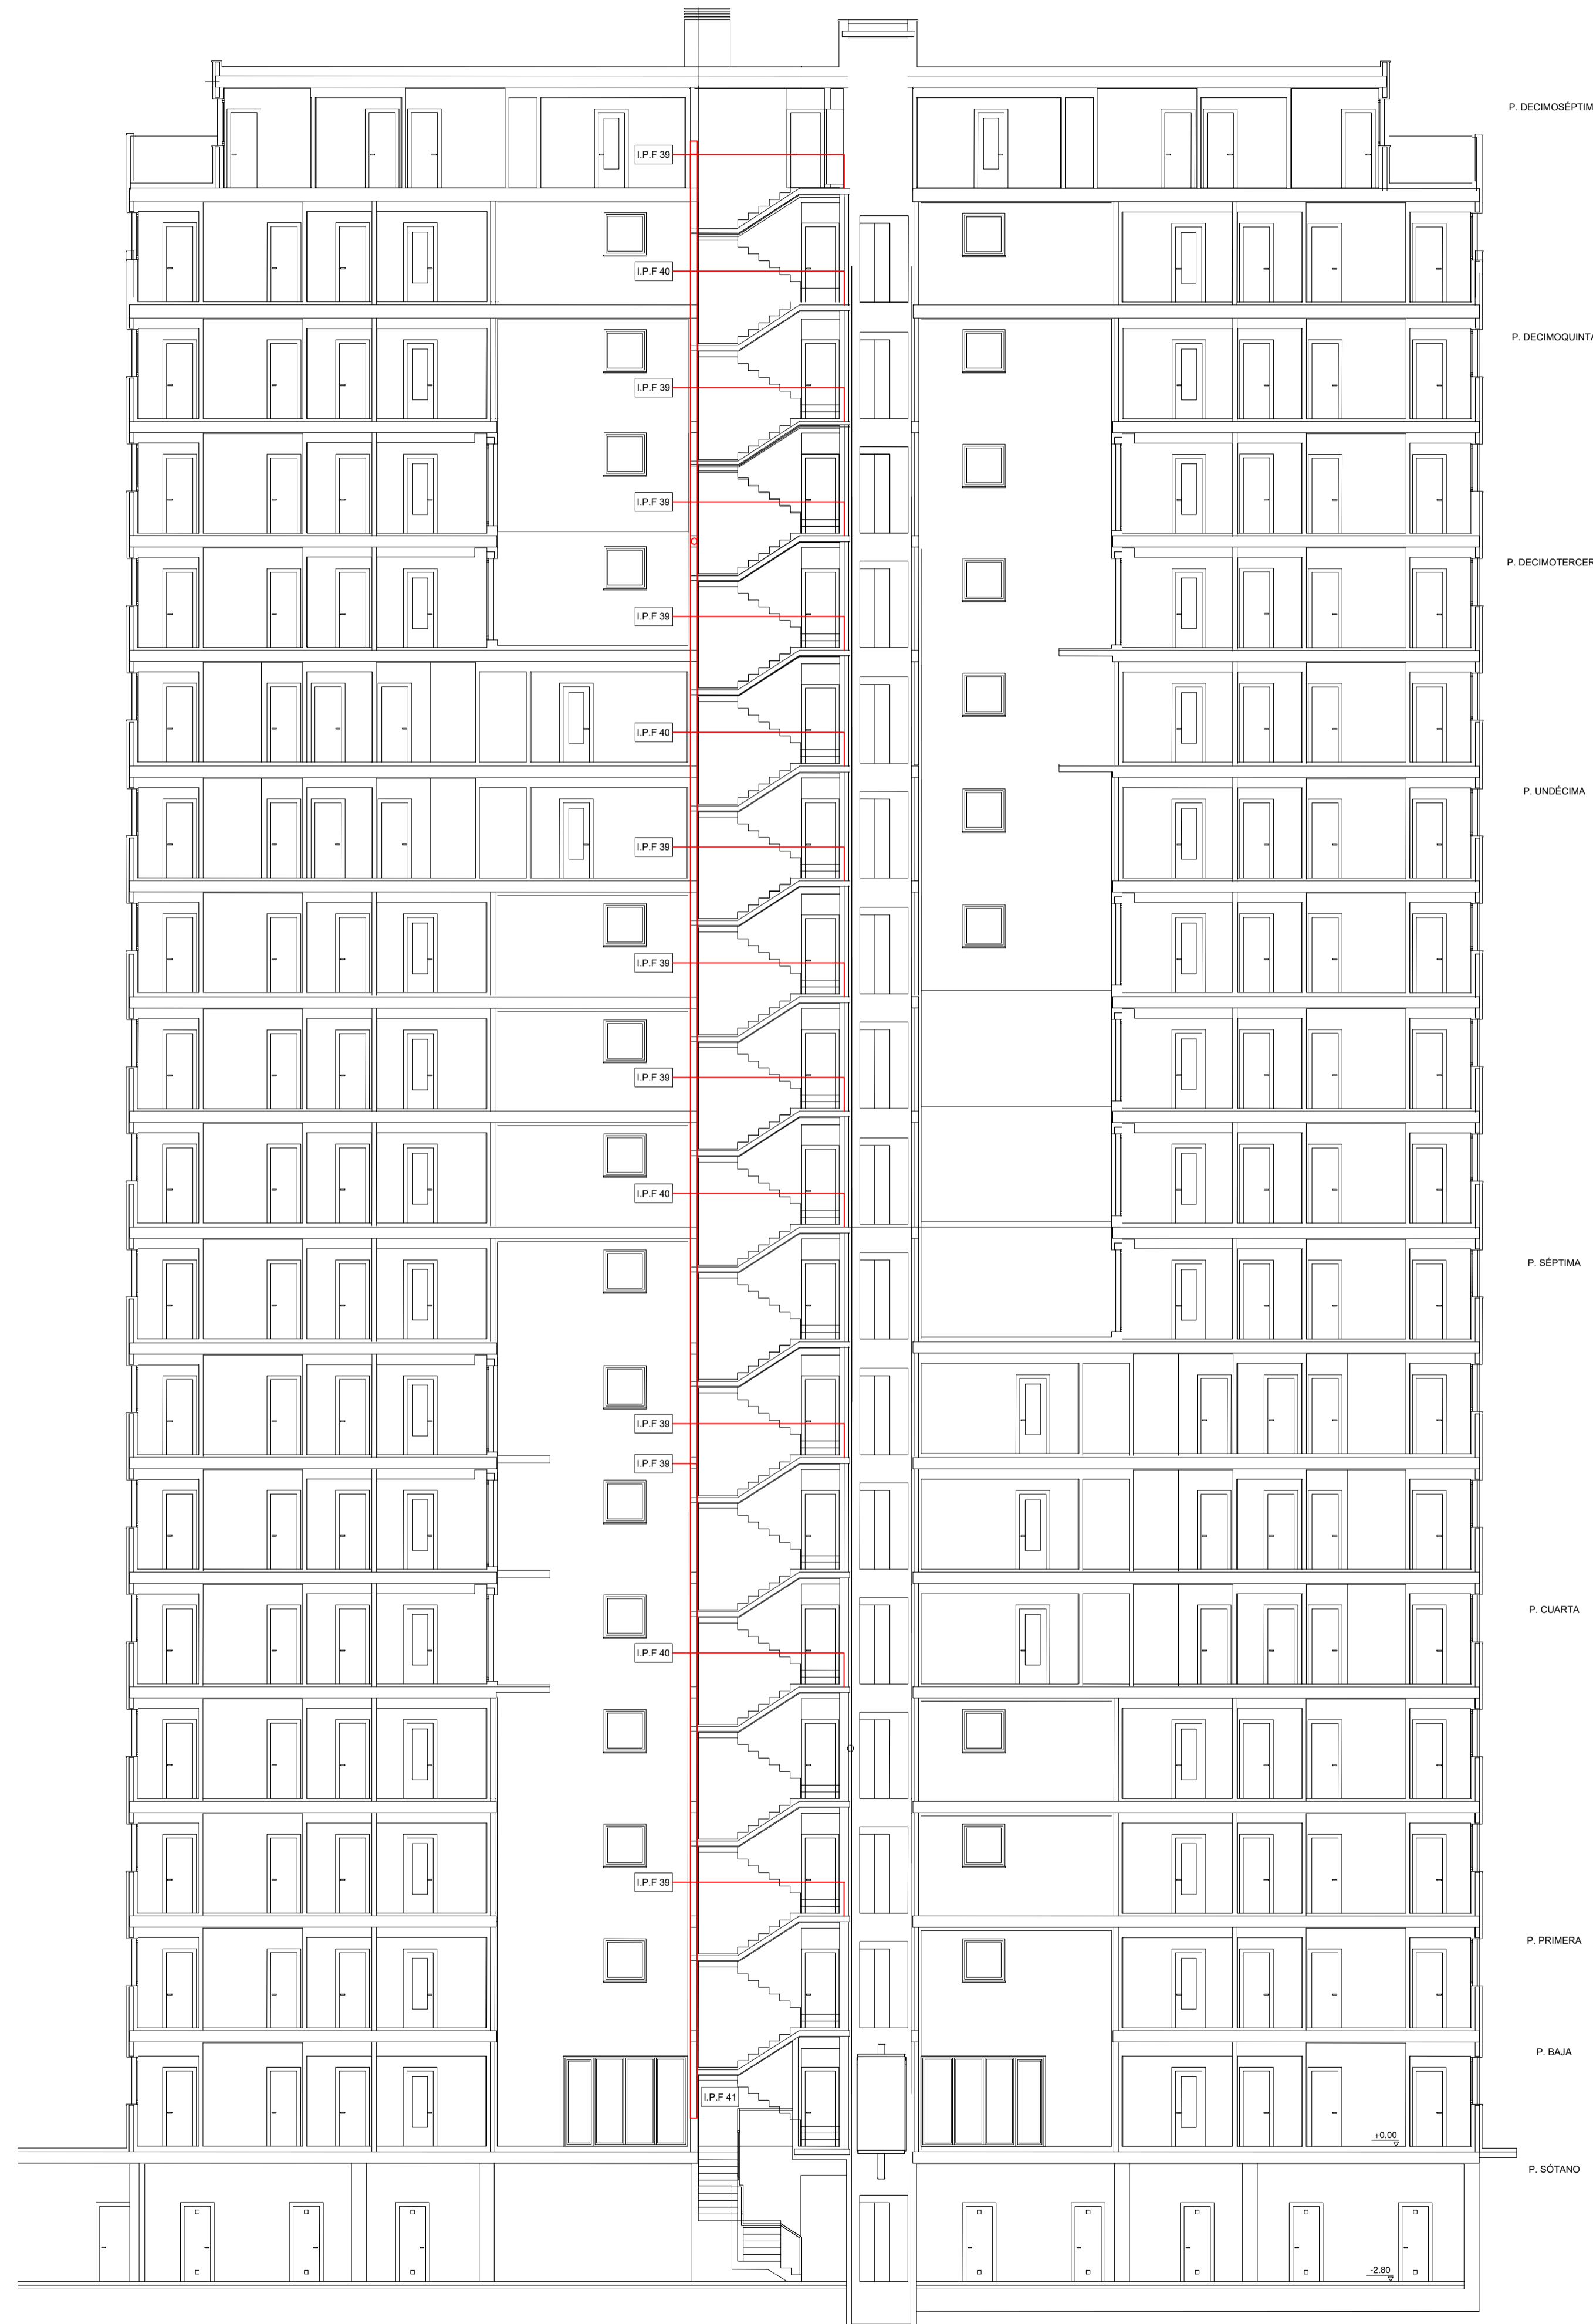 P. DECIMOSÉPTIM
I.P.F 39
I.P.F 40
P. DECIMOQUINTA
I.P.F 39
I.P.F 39
P. DECIMOTERCER
I.P.F 39
I.P.F 40
P. UNDÉCIMA
I.P.F 39
I.P.F 39
I.P.F 39
I.P.F 40
P. SÉPTIMA
I.P.F 39
I.P.F 39
P. CUARTA
I.P.F 40
I.P.F 39
P. PRIMERA
P. BAJA
I.P.F 41
+0.00
P. SÓTANO
-2.80